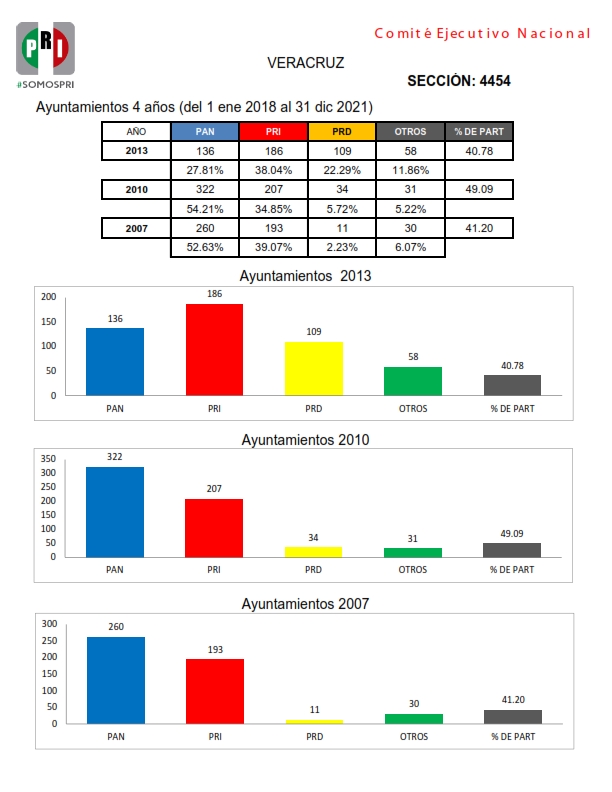 Comité Ejecutivo Nacional
PRI
#SOMOSPRI
VERACRUZ
SECCIÓN: 4454
Ayuntamientos 4 años (del 1 ene 2018 al 31 dic 2021)
AÑO PAN PRI PRD OTROS % DE PART
2013 136 186 109 58 40.78
27.81% 38.04% 22.29% 11.86%
2010 322 207 34 31 49.09
54.21% 34.85% 5.72% 5.22%
2007 260 193 11 30 41.20
52.63% 39.07% 2.23% 6.07%
Ayuntamientos 2013
200
150
100
50
0
136 186 109 58 40.78
PAN PRI PRD OTROS % DE PART
Ayuntamientos 2010
350
300
250
200
150
100
50
0
322 207 34 31 49.09
PAN PRI PRD OTROS % DE PART
Ayuntamientos 2007
300
250
200
150
100
50
0
260 193 11 30 41.20
PAN PRI PRD OTROS % DE PART